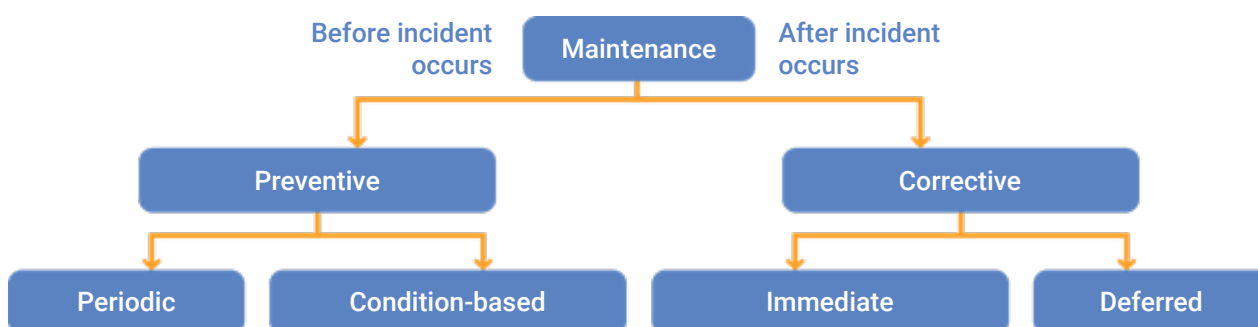 Before incident
occurs
Maintenance
After incident
occurs
Preventive
Corrective
Periodic
Condition-based
Immediate
Deferred